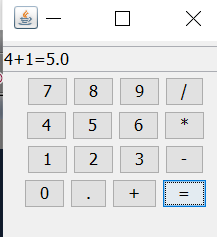 4+1=5.0
7 8 9 /
4 5 6 *
1 2 3 -
0 . + =